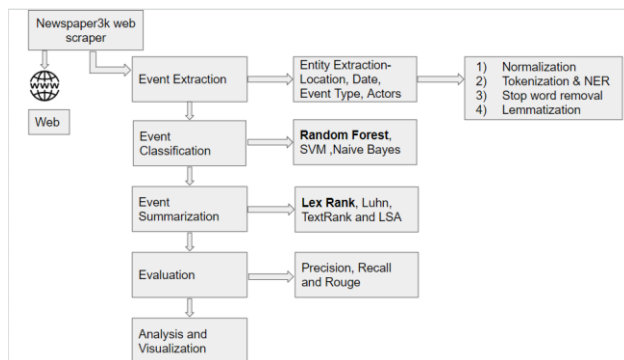 Newspaper3k web
scraper
WWW
Web
Event Extraction
Entity Extraction-
Location, Date,
Event Type, Actors
1) Normalization
2) Tokenization & NER
3) Stop word removal
4) Lemmatization
Event
Classification
Random Forest,
SVM ,Naive Bayes
Event
Summarization
Lex Rank, Luhn,
TextRank and LSA
Evaluation
Precision, Recall
and Rouge
Analysis and
Visualization